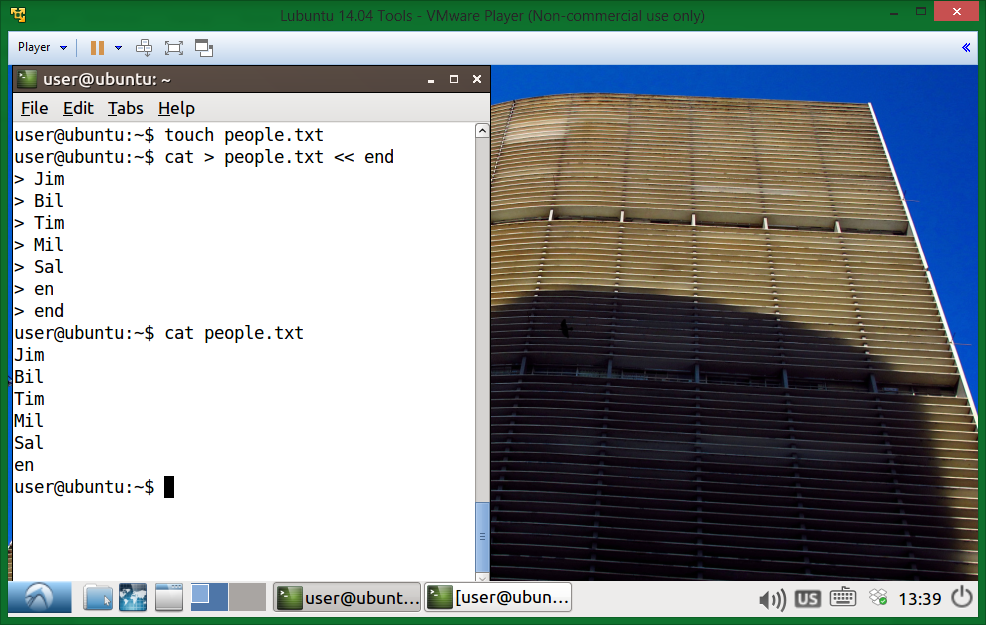 Lubuntu 14.04 Tools - VMware Player (Non-commercial use only)
Player
user@ubuntu: ~
File Edit Tabs Help
user@ubuntu:~$ touch people.txt
user@ubuntu:~$ cat > people.txt << end
> Jim
> Bil
> Tim
> Mil
> Sal
> en
> end
user@ubuntu:~$ cat people.txt
Jim
Bil
Tim
Mil
Sal
en
user@ubuntu:~$
user@ubunt... [user@ubun... US 13:39